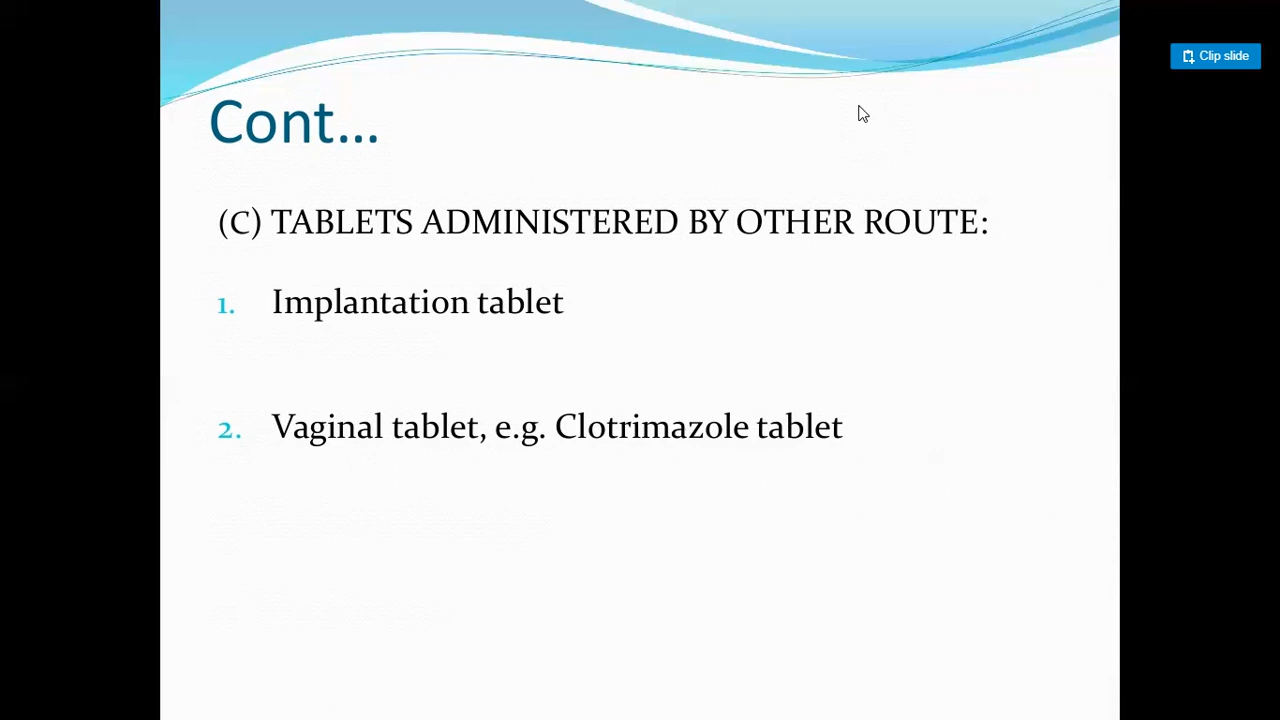 Clip slide
Cont...
(C) TABLETS ADMINISTERED BY OTHER ROUTE:
1. Implantation tablet
2. Vaginal tablet, e.g. Clotrimazole tablet